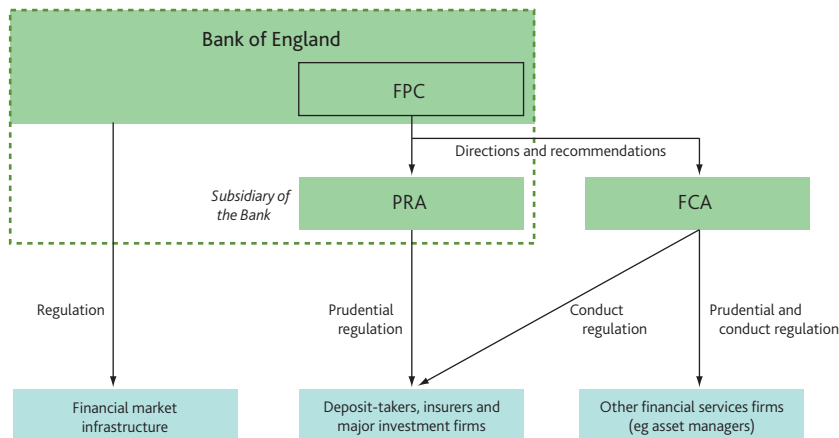 Bank of England
FPC
Directions and recommendations
Subsidiary of
the Bank
PRA
FCA
Regulation
Prudential
regulation
Conduct
regulation
Prudential and
conduct regulation
Financial market
infrastructure
Deposit-takers, insurers and
major investment firms
Other financial services firms
(eg asset managers)